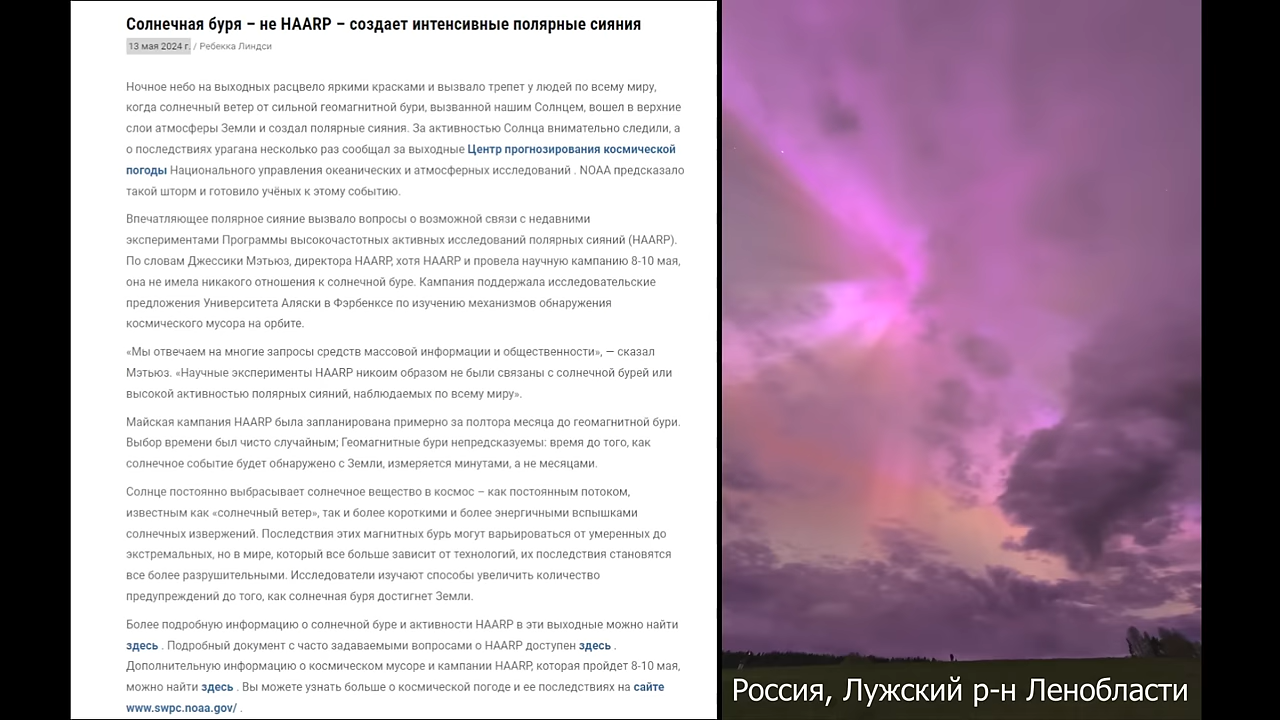 Солнечная буря – не HAARP – создает интенсивные полярные сияния
13 мая 2024 г. / Ребекка Линдси
Ночное небо на выходных расцвело яркими красками и вызвало трепет у людей по всему миру,
когда солнечный ветер от сильной геомагнитной бури, вызванной нашим Солнцем, вошел в верхние
слои атмосферы Земли и создал полярные сияния. За активностью Солнца внимательно следили, а
о последствиях урагана несколько раз сообщал за выходные Центр прогнозирования космической
погоды Национального управления океанических и атмосферных исследований . NOAA предсказало
такой шторм и готовило учёных к этому событию.
Впечатляющее полярное сияние вызвало вопросы о возможной связи с недавними
экспериментами Программы высокочастотных активных исследований полярных сияний (HAARP).
По словам Джессики Мэтьюз, директора HAARP, хотя HAARP и провела научную кампанию 8-10 мая,
она не имела никакого отношения к солнечной буре. Кампания поддержала исследовательские
предложения Университета Аляски в Фэрбенксе по изучению механизмов обнаружения
космического мусора на орбите.
«Мы отвечаем на многие запросы средств массовой информации и общественности», — сказал
Мэтьюз. «Научные эксперименты HAARP никоим образом не были связаны с солнечной бурей или
высокой активностью полярных сияний, наблюдаемых по всему миру».
Майская кампания HAARP была запланирована примерно за полтора месяца до геомагнитной бури.
Выбор времени был чисто случайным; Геомагнитные бури непредсказуемы: время до того, как
солнечное событие будет обнаружено с Земли, измеряется минутами, а не месяцами.
Солнце постоянно выбрасывает солнечное вещество в космос – как постоянным потоком,
известным как «солнечный ветер», так и более короткими и более энергичными вспышками
солнечных извержений. Последствия этих магнитных бурь могут варьироваться от умеренных до
экстремальных, но в мире, который все больше зависит от технологий, их последствия становятся
все более разрушительными. Исследователи изучают способы увеличить количество
предупреждений до того, как солнечная буря достигнет Земли.
Более подробную информацию о солнечной буре и активности HAARP в эти выходные можно найти
здесь . Подробный документ с часто задаваемыми вопросами о HAARP доступен здесь .
Дополнительную информацию о космическом мусоре и кампании HAARP, которая пройдет 8-10 мая,
можно найти здесь . Вы можете узнать больше о космической погоде и ее последствиях на сайте
www.swpc.noaa.gov/ .
Россия, Лужский р-н Ленобласти